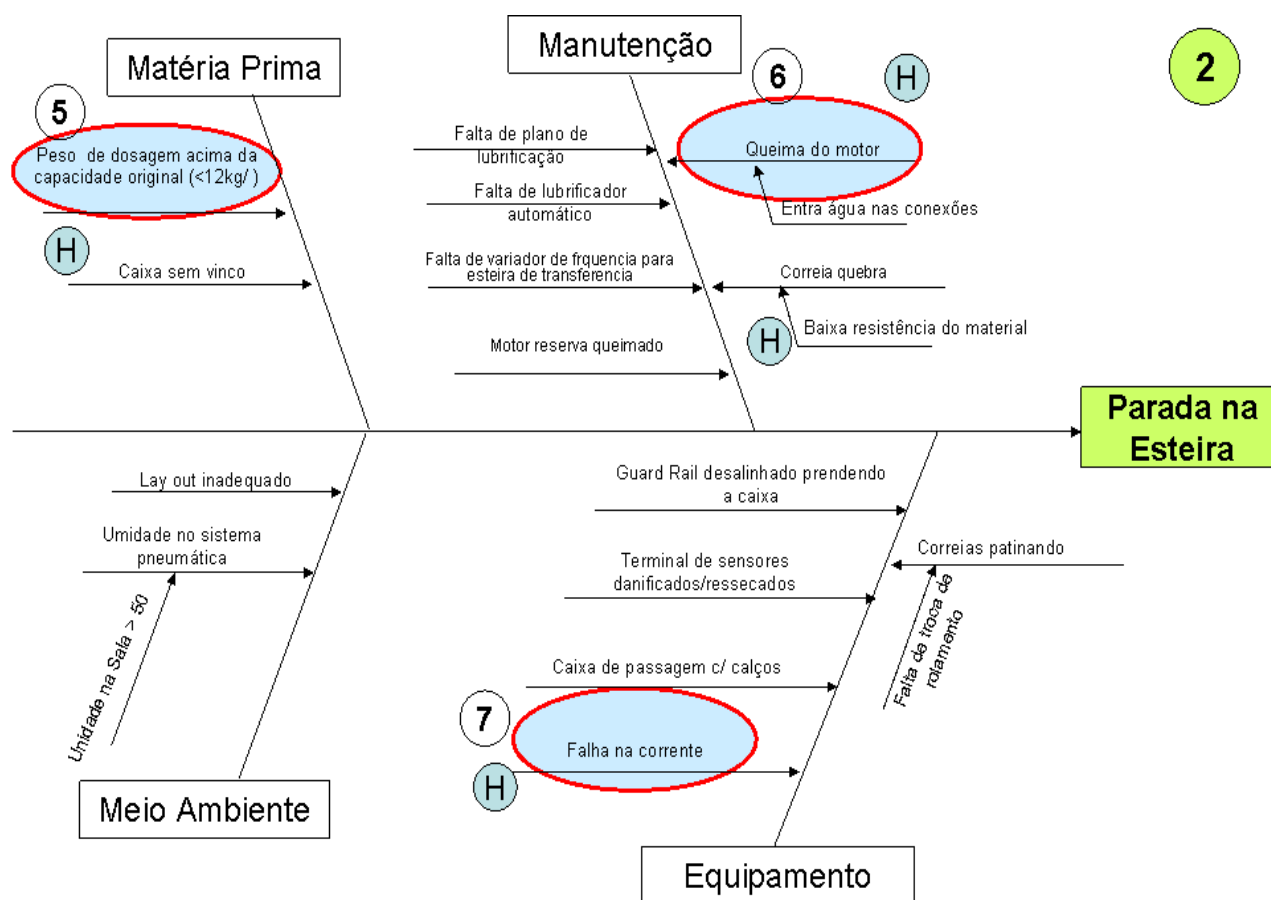 Matéria Prima
Manutenção
2
5
6
H
Peso de dosagem acima da
capacidade original (<12kg/ )
H
Caixa sem vinco
Falta de plano de
lubrificação
Falta de lubrificador
automático
Falta de variador de frquencia para
esteira de transferencia
Motor reserva queimado
Queima do motor
Entra água nas conexões
Correia quebra
H
Baixa resistência do material
Parada na
Esteira
Lay out inadequado
Umidade no sistema
pneumática
Unidade na Sala > 50
Meio Ambiente
Guard Rail desalinhado prendendo
a caixa
Terminal de sensores
danificados/ressecados
Correias patinando
Falta de troca de
rolamento
Caixa de passagem c/ calços
7
Falha na corrente
H
Equipamento